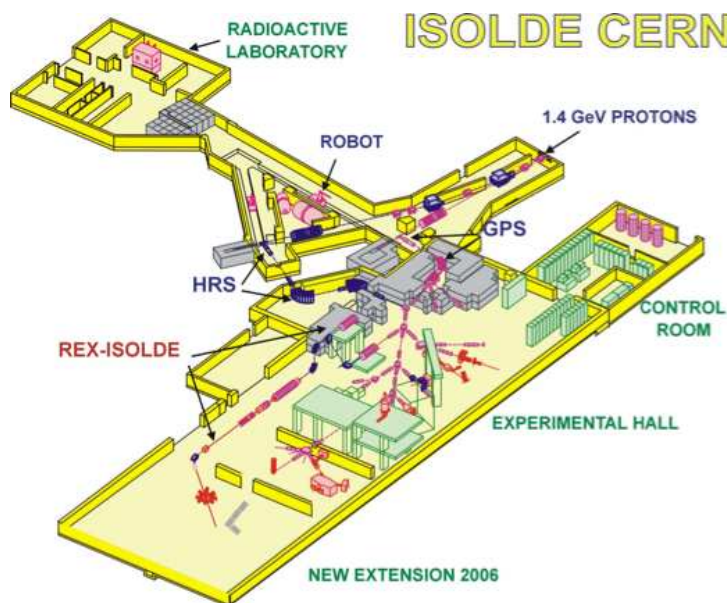 ISOLDE CERN
RADIOACTIVE
LABORATORY
1.4 GeV PROTONS
ROBOT
GPS
HRS
CONTROL
ROOM
REX-ISOLDE
EXPERIMENTAL HALL
NEW EXTENSION 2006